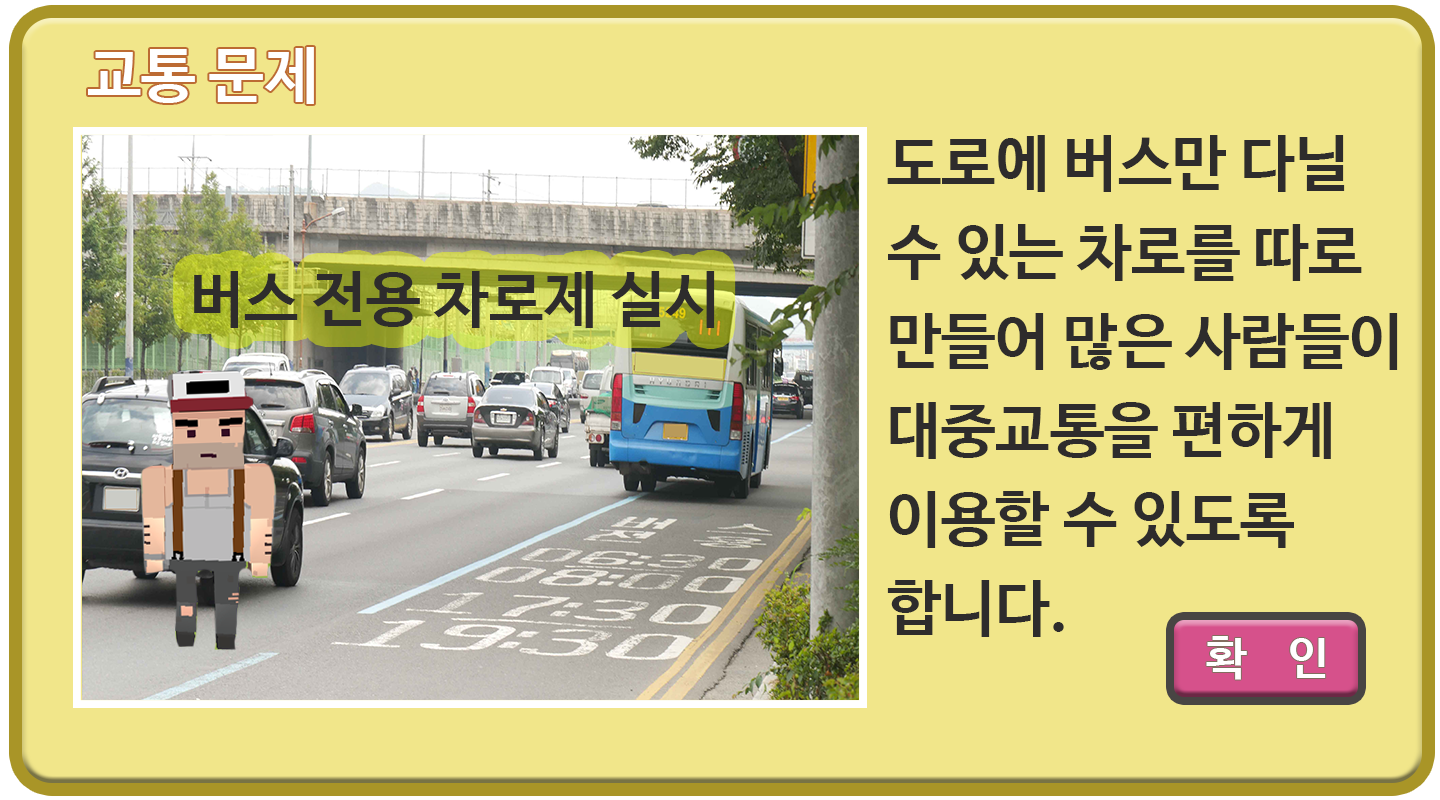 교통 문제
버스 전용 차로제 실시
도로에 버스만 다닐
수 있는 차로를 따로
만들어 많은 사람들이
대중교통을 편하게
이용할 수 있도록
합니다.
확 인
HYUNDAI
06:30
08:00
17:30
19:30